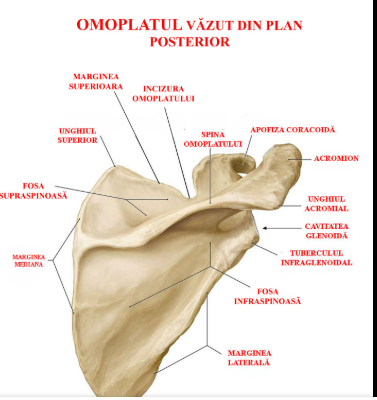 OMOPLATUL VĂZUT DIN PLAN
POSTERIOR
MARGINEA
SUPERIOARA
INCIZURA
OMOPLATULUI
UNGHIUL
SUPERIOR
SPINA
OMOPLATULUI
APOFIZA CORACOIDĂ
ACROMION
FOSA
SUPRASPINOASĂ
UNGHIUL
ACROMIAL
CAVITATEA
GLENOIDĂ
MARGINEA
MEDIANA
TUBERCULUL
INFRAGLENOIDAL
FOSA
INFRASPINOASĂ
MARGINEA
LATERALĂ